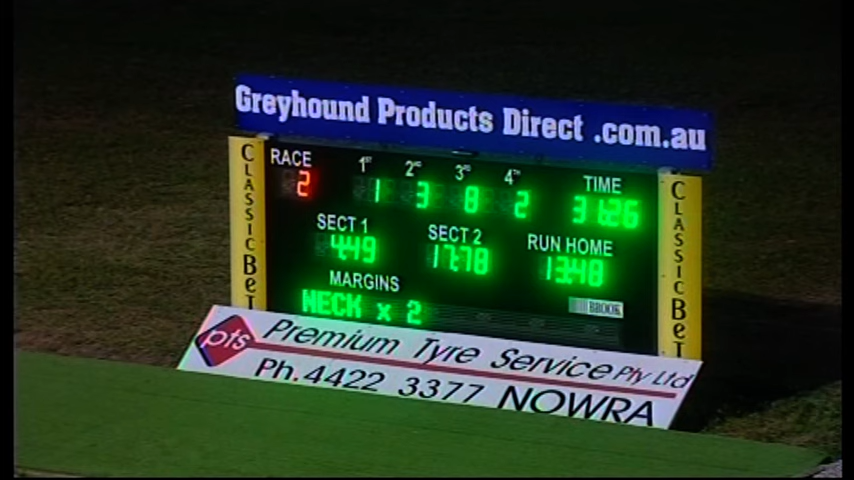 Greyhound Products Direct .com.au
CLASSIC BeT
RACE 1ST 2ND 3RD 4TH TIME
2 1 3 8 2 31.26
SECT 1 SECT 2 RUN HOME
4.49 17.78 13.48
MARGINS
NECK x 2
BROOK
CLASSIC BeT
pts Premium Tyre Service Pty Ltd
Ph. 4422 3377 NOWRA